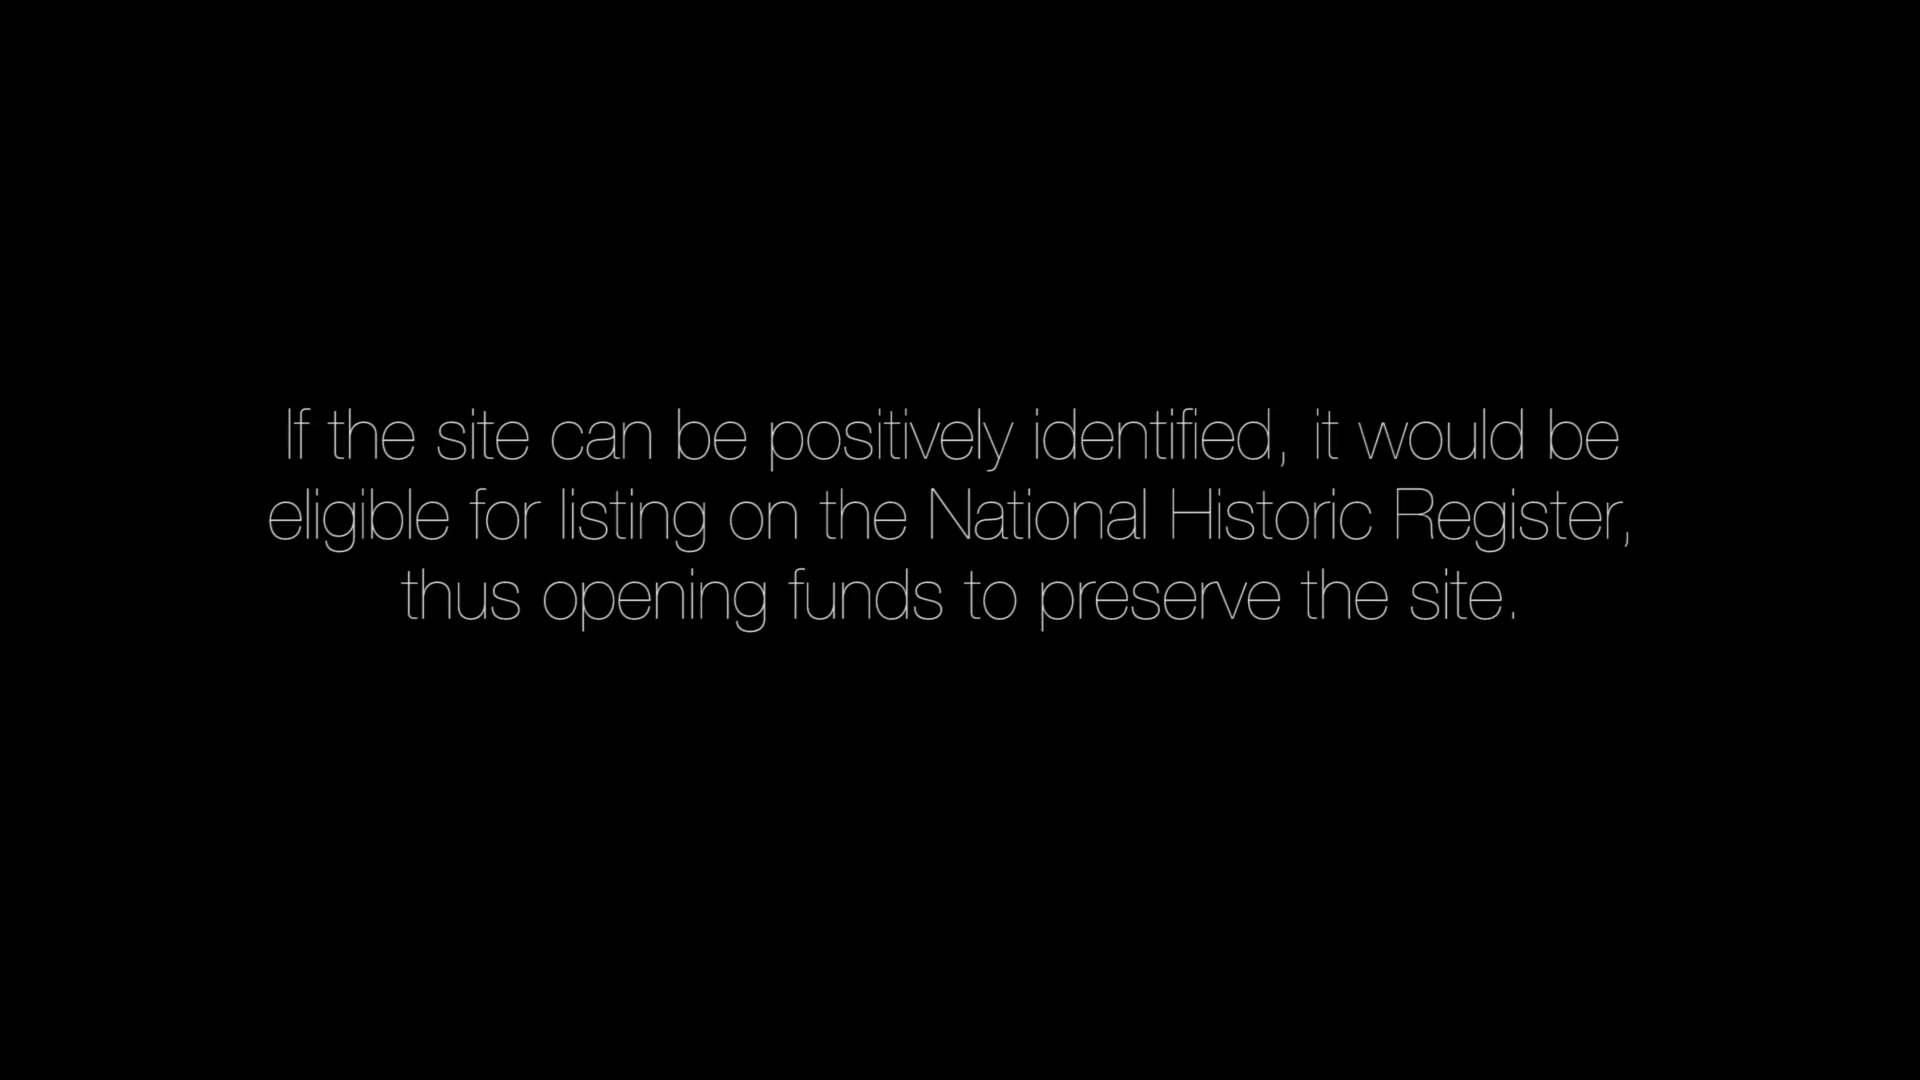 If the site can be positively identified, it would be
eligible for listing on the National Historic Register,
thus opening funds to preserve the site.